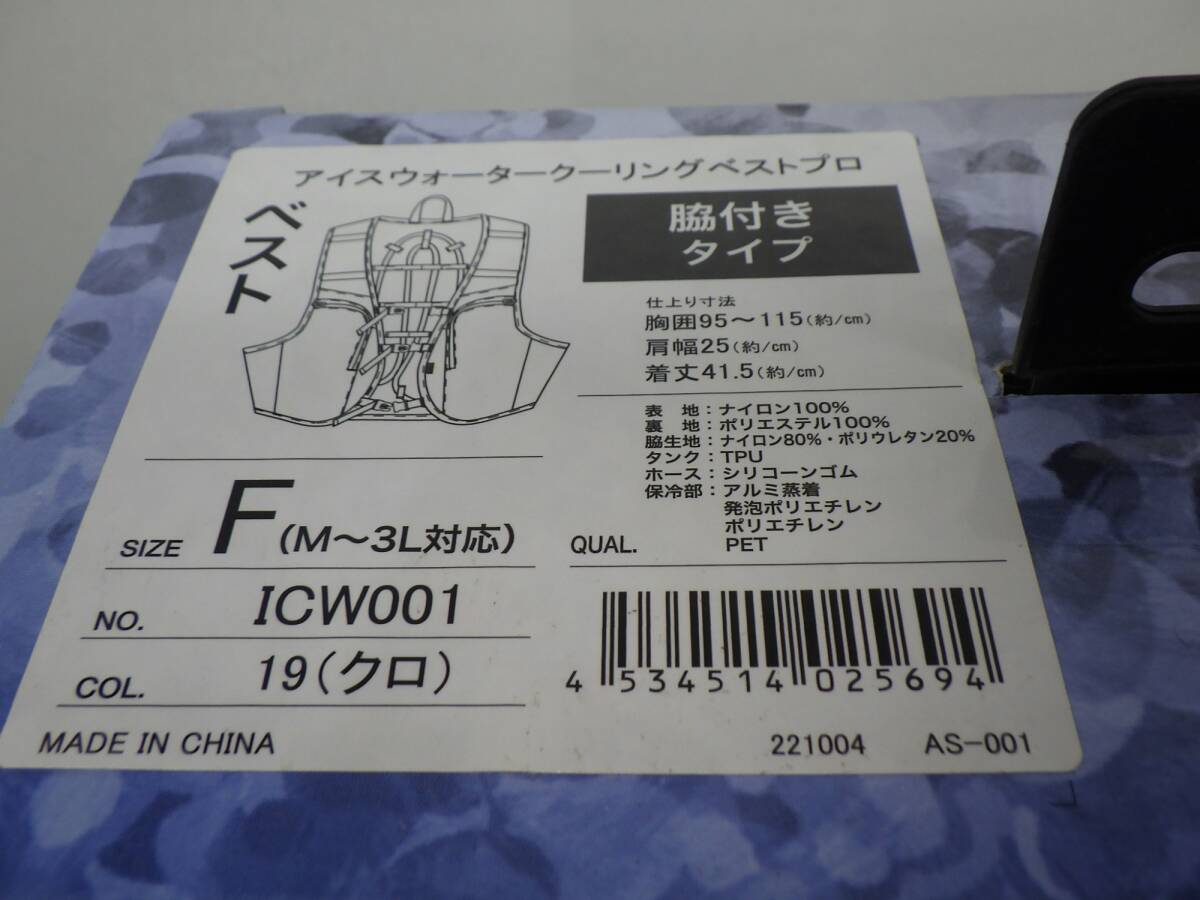 アイスウォータークーリングベストプロ
ベスト
脇付き
タイプ
仕上り寸法
胸囲95〜115(約/cm)
肩幅25(約/cm)
着丈41.5(約/cm)
表 地:ナイロン100%
裏 地:ポリエステル100%
脇生地:ナイロン80%・ポリウレタン20%
タンク:TPU
ホース:シリコーンゴム
保冷部:アルミ蒸着
発泡ポリエチレン
ポリエチレン
QUAL. PET
SIZE F(M〜3L対応)
NO. ICW001
COL. 19(クロ)
4 534514 025694
MADE IN CHINA
221004 AS-001